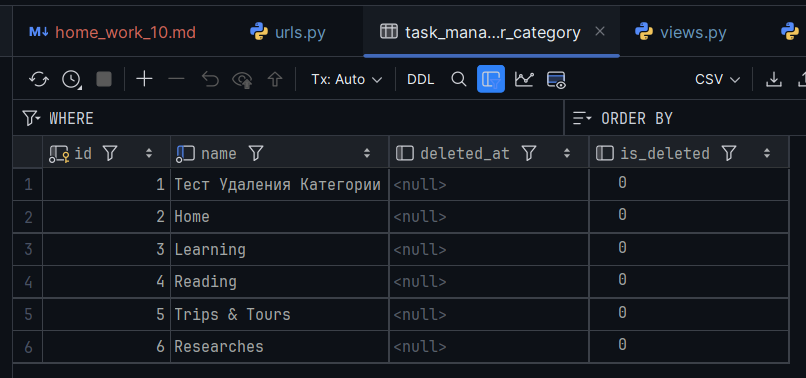 M↓ home_work_10.md urls.py task_mana...r_category × views.py
Tx: Auto DDL CSV
WHERE ORDER BY
id name deleted_at is_deleted
1 1 Тест Удаления Категории <null> 0
2 2 Home <null> 0
3 3 Learning <null> 0
4 4 Reading <null> 0
5 5 Trips & Tours <null> 0
6 6 Researches <null> 0